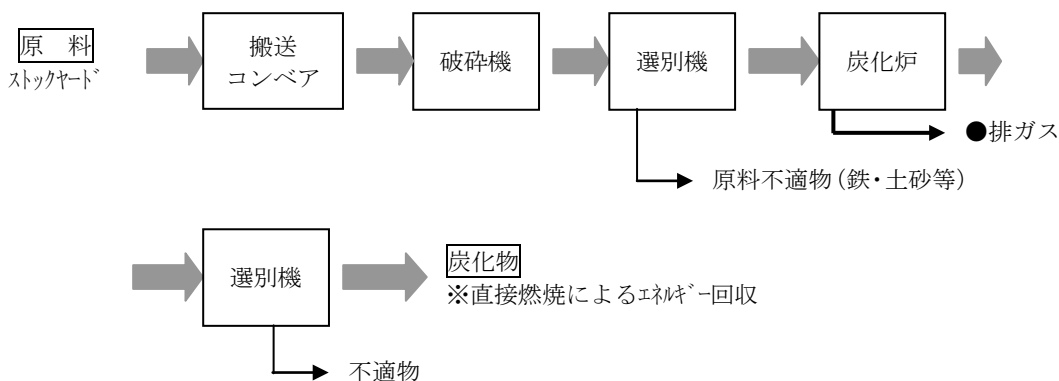 原　料
ストックヤード
搬送
コンベア
破砕機
選別機
炭化炉
●排ガス
原料不適物（鉄・土砂等）
選別機
炭化物
※直接燃焼によるエネルギー回収
不適物